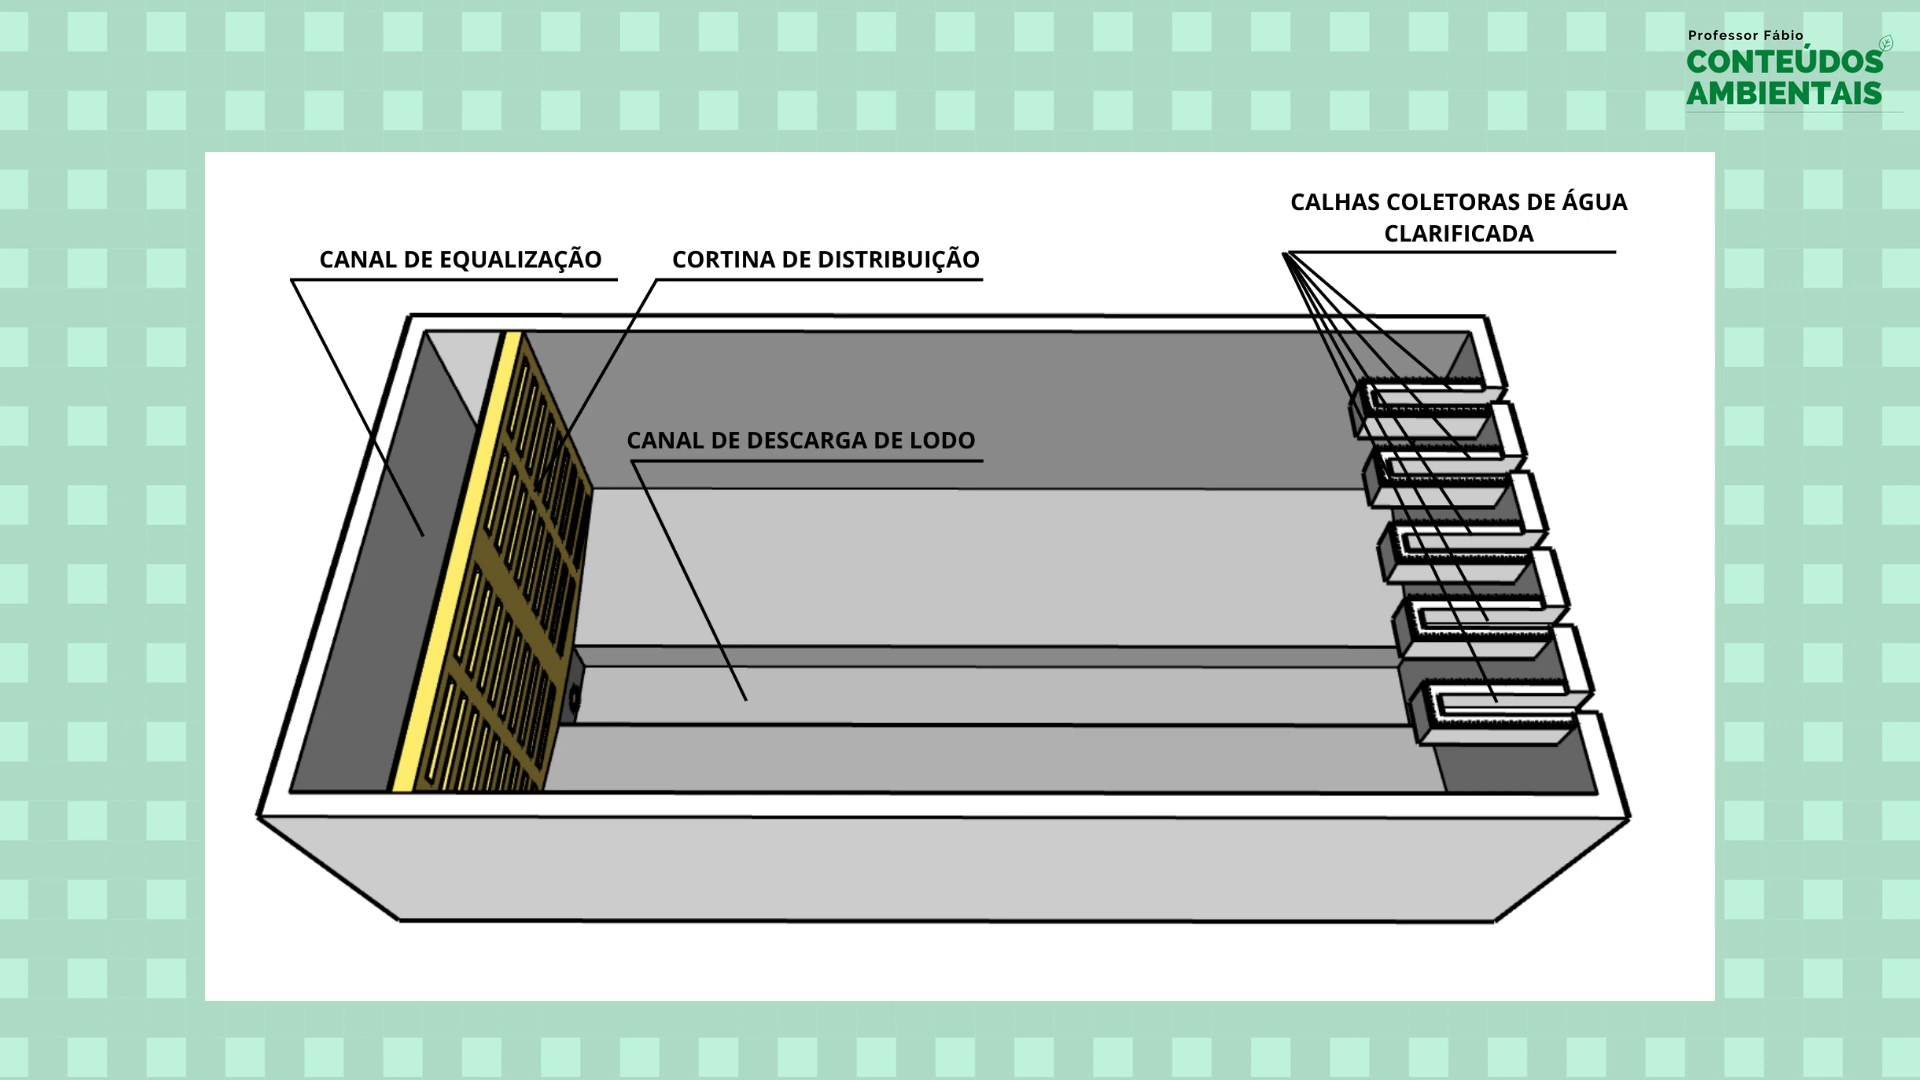 Professor Fábio
CONTEÚDOS
AMBIENTAIS
CALHAS COLETORAS DE ÁGUA
CLARIFICADA
CANAL DE EQUALIZAÇÃO
CORTINA DE DISTRIBUIÇÃO
CANAL DE DESCARGA DE LODO